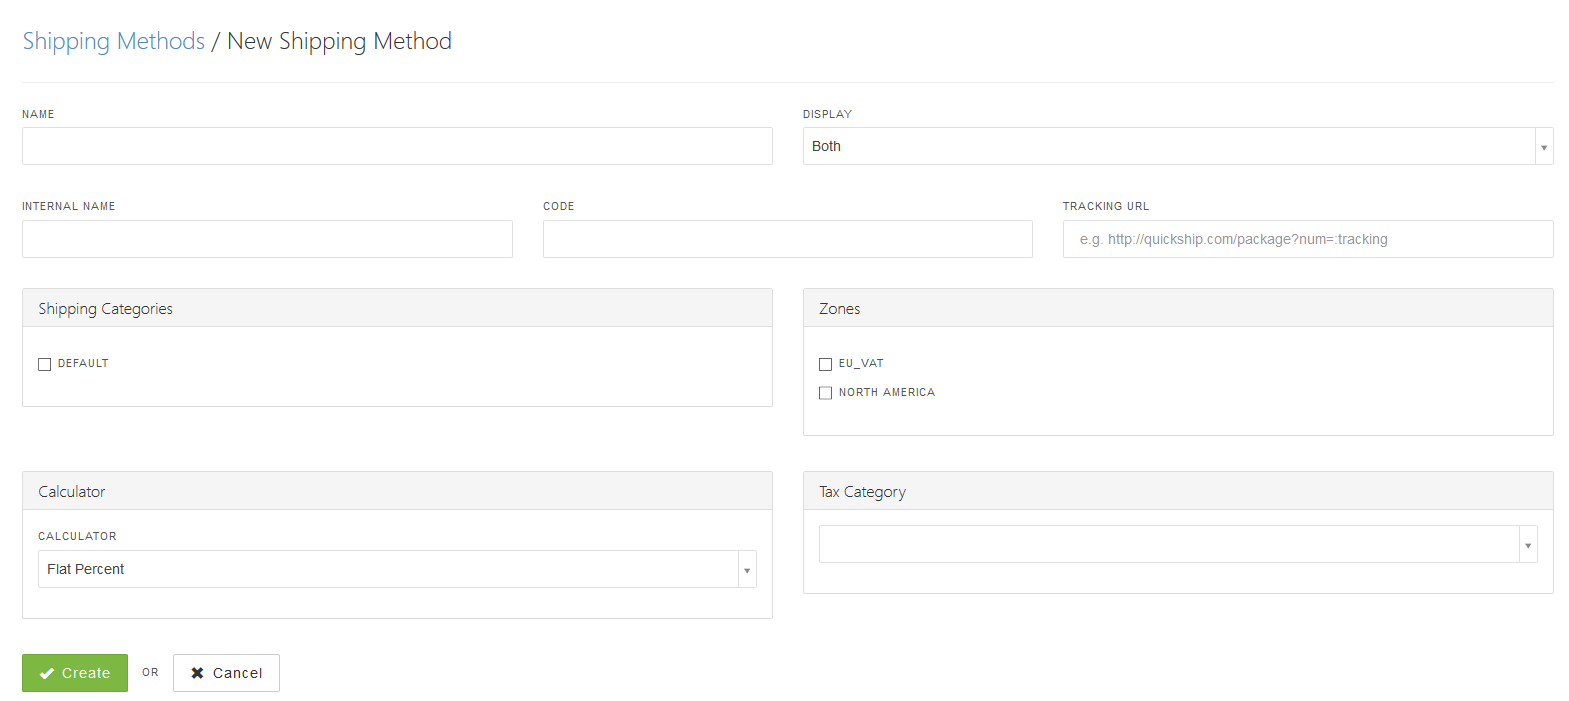 Shipping Methods / New Shipping Method
NAME
DISPLAY
Both
INTERNAL NAME
CODE
TRACKING URL
e.g. http://quickship.com/package?num=:tracking
Shipping Categories
DEFAULT
Zones
EU_VAT
NORTH AMERICA
Calculator
CALCULATOR
Flat Percent
Tax Category
Create OR Cancel